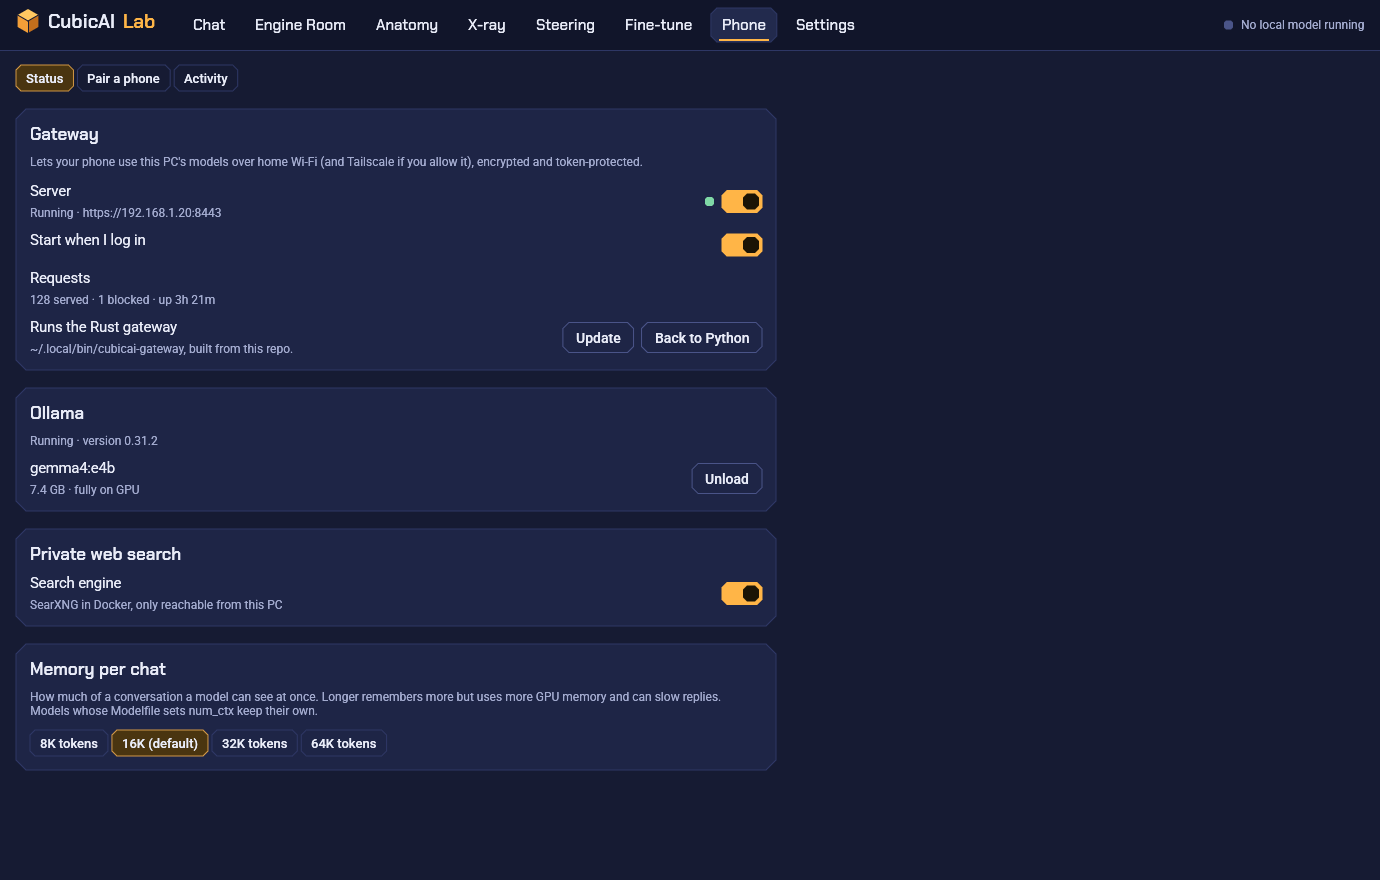 CubicAI Lab
Chat
Engine Room
Anatomy
X-ray
Steering
Fine-tune
Phone
Settings
No local model running
Status
Pair a phone
Activity
Gateway
Lets your phone use this PC's models over home Wi-Fi (and Tailscale if you allow it), encrypted and token-protected.
Server
Running · https://192.168.1.20:8443
Start when I log in
Requests
128 served · 1 blocked · up 3h 21m
Runs the Rust gateway
~/.local/bin/cubicai-gateway, built from this repo.
Update
Back to Python
Ollama
Running · version 0.31.2
gemma4:e4b
7.4 GB · fully on GPU
Unload
Private web search
Search engine
SearXNG in Docker, only reachable from this PC
Memory per chat
How much of a conversation a model can see at once. Longer remembers more but uses more GPU memory and can slow replies.
Models whose Modelfile sets num_ctx keep their own.
8K tokens
16K (default)
32K tokens
64K tokens